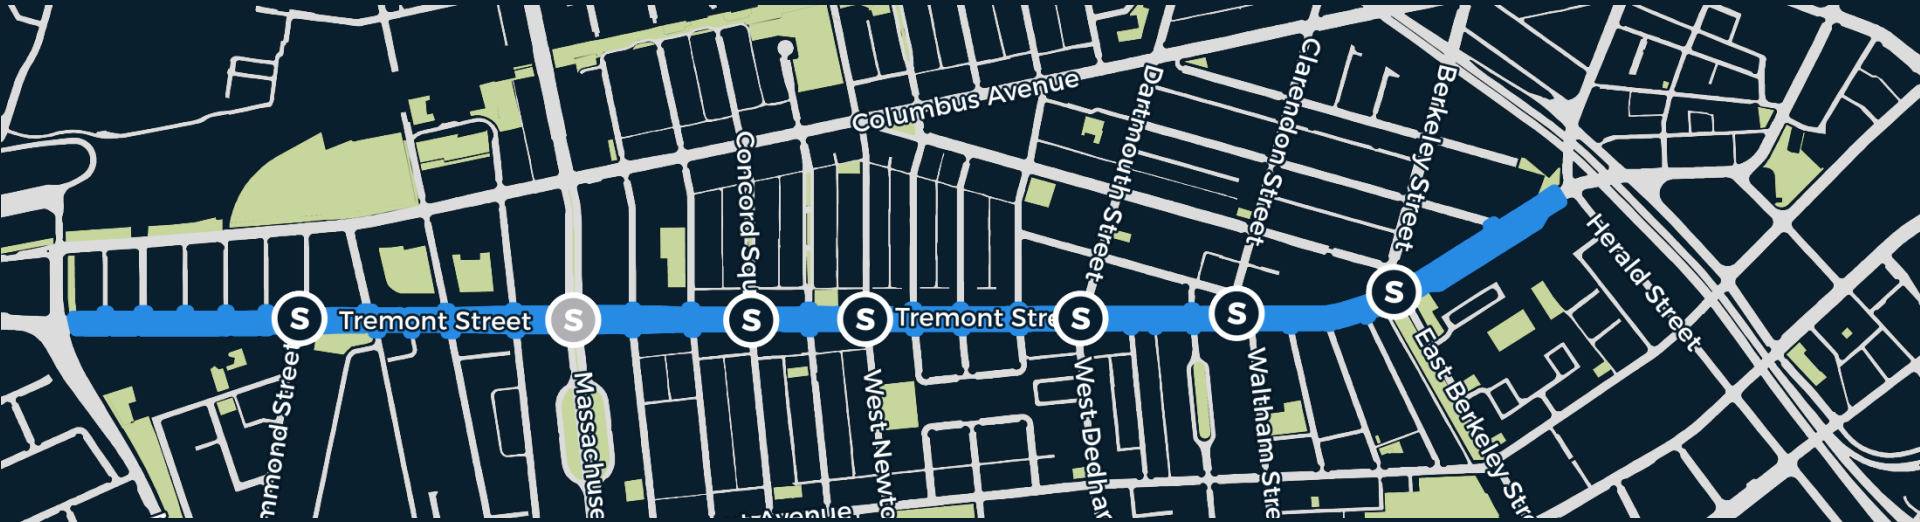 Columbus Avenue
Dartmouth Street
Clarendon Street
Berkeley Street
Concord Squ
Herald Street
S
Tremont Street
S
S
S
Tremont Stre
S
S
S
mmond Street
Massachuse
West Newto
West Dedhar
Waltham Stre
East Berkeley Stre
Avenue